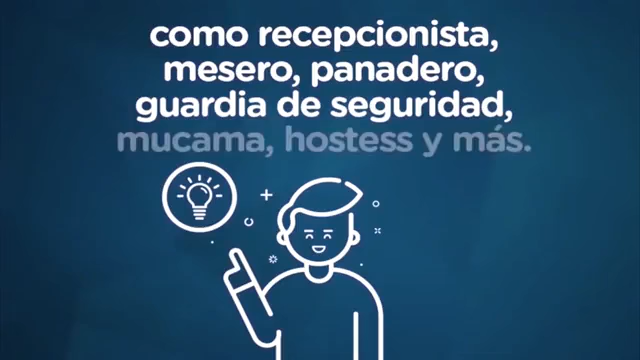 como recepcionista,
mesero, panadero,
guardia de seguridad,
mucama, hostess y más.